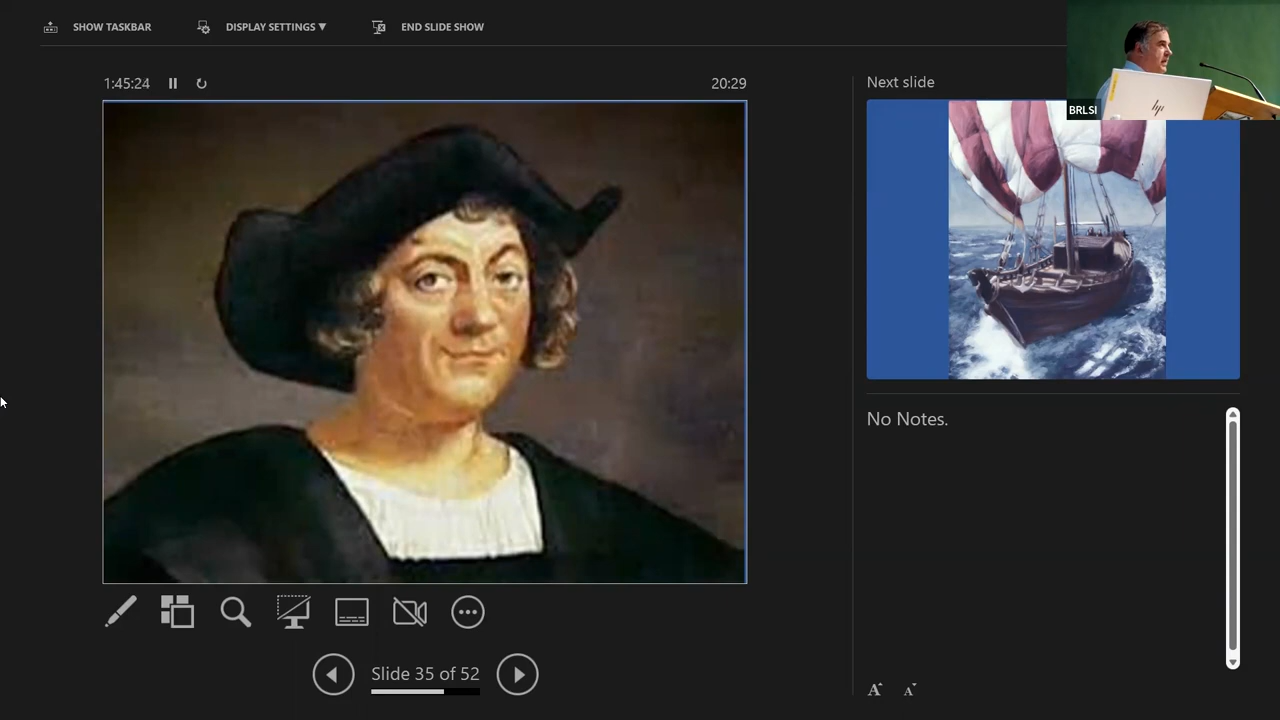 SHOW TASKBAR
DISPLAY SETTINGS ▼
END SLIDE SHOW
1:45:24
20:29
Next slide
BRLSI
hp
No Notes.
Slide 35 of 52
A A